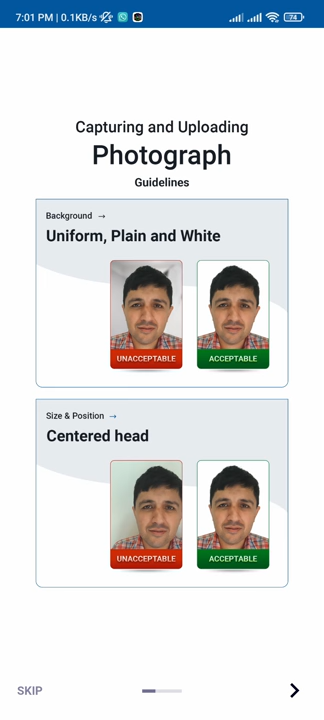 7:01 PM | 0.1KB/s
74
Capturing and Uploading
Photograph
Guidelines
Background →
Uniform, Plain and White
UNACCEPTABLE
ACCEPTABLE
Size & Position →
Centered head
UNACCEPTABLE
ACCEPTABLE
SKIP